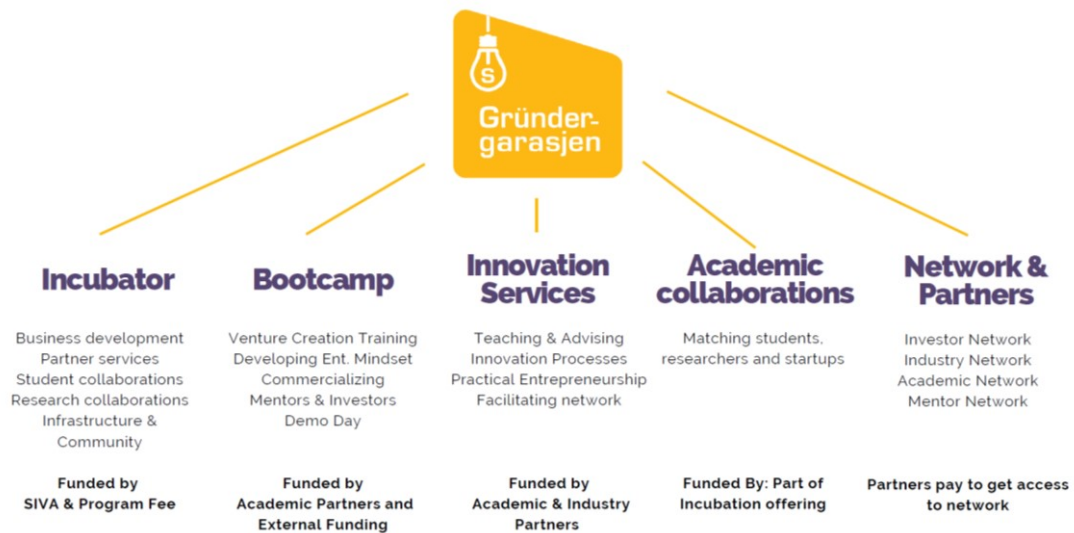 S
Gründer-
garasjen
Incubator
Business development
Partner services
Student collaborations
Research collaborations
Infrastructure &
Community
Funded by
SIVA & Program Fee
Bootcamp
Venture Creation Training
Developing Ent. Mindset
Commercializing
Mentors & Investors
Demo Day
Funded by
Academic Partners and
External Funding
Innovation
Services
Teaching & Advising
Innovation Processes
Practical Entrepreneurship
Facilitating network
Funded by
Academic & Industry
Partners
Academic
collaborations
Matching students,
researchers and startups
Funded By: Part of
Incubation offering
Network &
Partners
Investor Network
Industry Network
Academic Network
Mentor Network
Partners pay to get access
to network